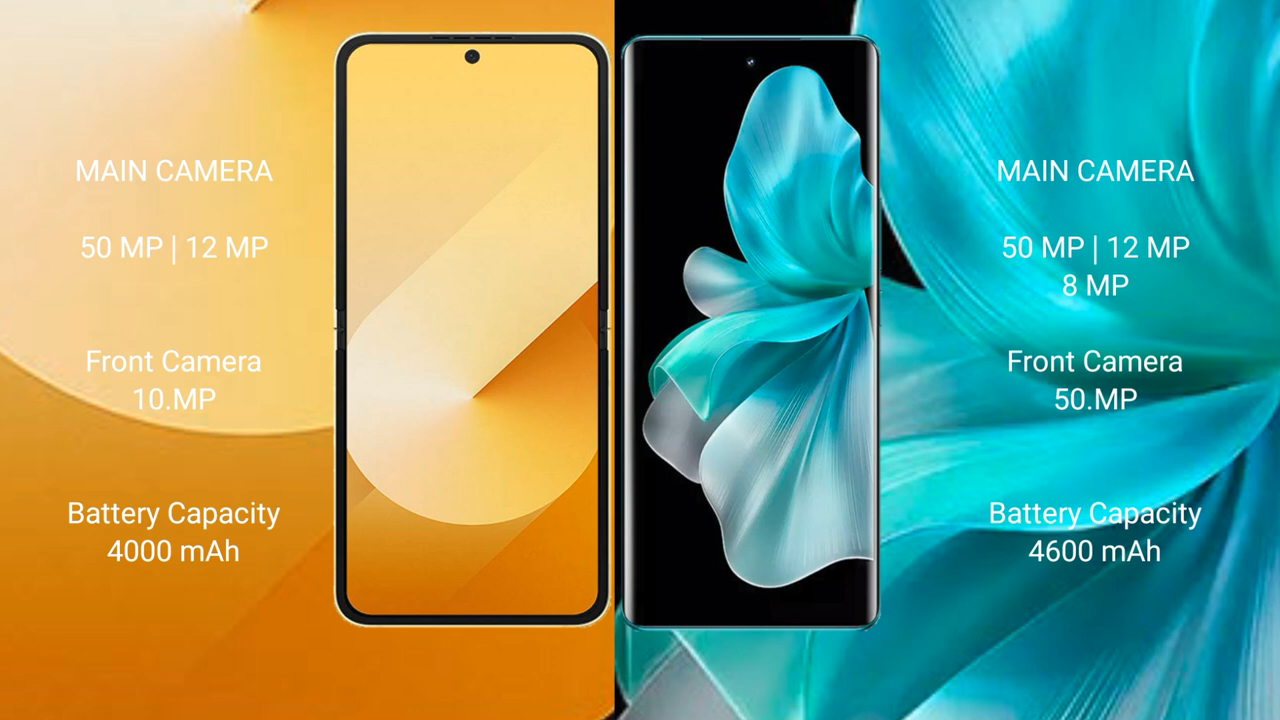 MAIN CAMERA
50 MP | 12 MP
Front Camera
10.MP
Battery Capacity
4000 mAh
MAIN CAMERA
50 MP | 12 MP
8 MP
Front Camera
50.MP
Battery Capacity
4600 mAh